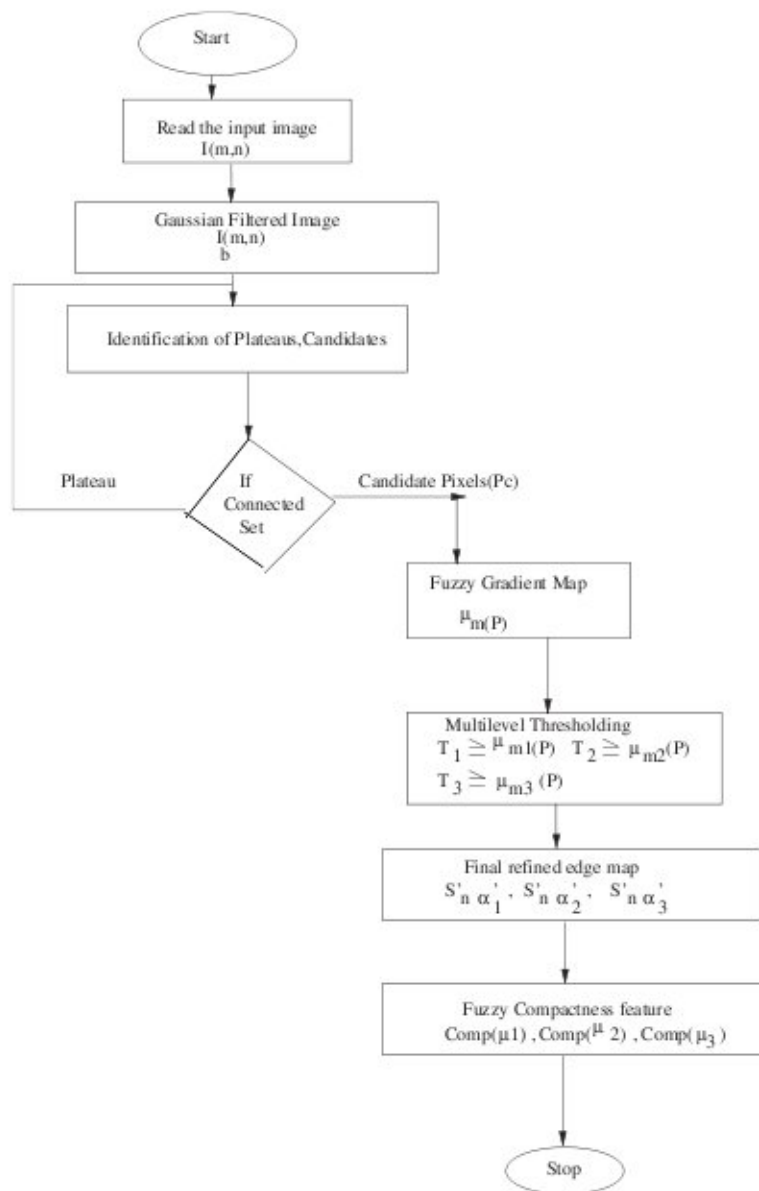 Start
Read the input image
I(m,n)
Gaussian Filtered Image
I(m,n)
b
Identification of Plateaus,Candidates
Plateau
If
Connected
Set
Candidate Pixels(Pc)
Fuzzy Gradient Map
μm(P)
Multilevel Thresholding
T1 ≧ μm1(P) T2 ≧ μm2(P)
T3 ≧ μm3 (P)
Final refined edge map
S'n α'1 , S'n α'2 , S'n α'3
Fuzzy Compactness feature
Comp(μ1) , Comp(μ 2) , Comp(μ3 )
Stop